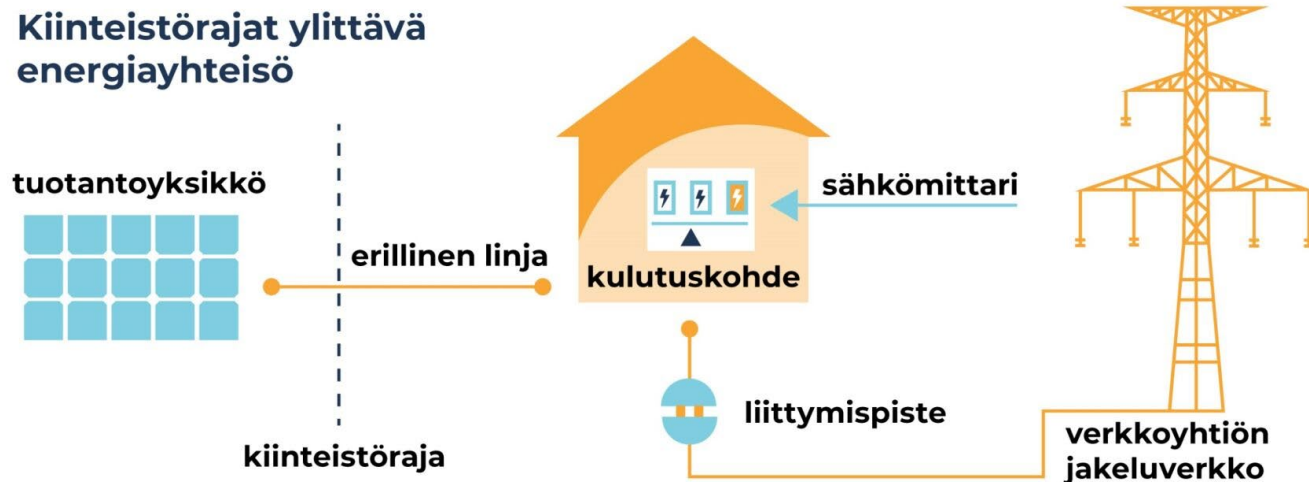 Kiinteistörajat ylittävä
energiayhteisö
tuotantoyksikkö
erillinen linja
kiinteistöraja
sähkömittari
kulutuskohde
liittymispiste
verkkoyhtiön
jakeluverkko